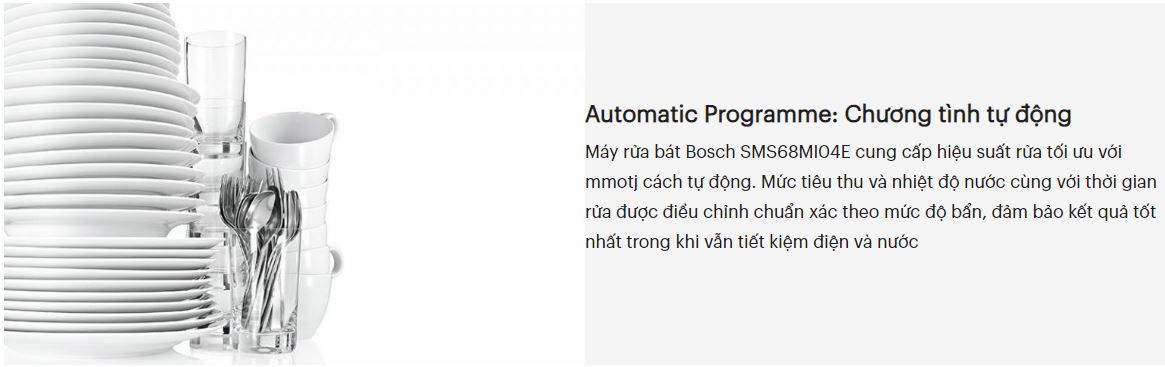 Automatic Programme: Chương tình tự động
Máy rửa bát Bosch SMS68MI04E cung cấp hiệu suất rửa tối ưu với
mmotj cách tự động. Mức tiêu thu và nhiệt độ nước cùng với thời gian
rửa được điều chỉnh chuẩn xác theo mức độ bẩn, đảm bảo kết quả tốt
nhất trong khi vẫn tiết kiệm điện và nước